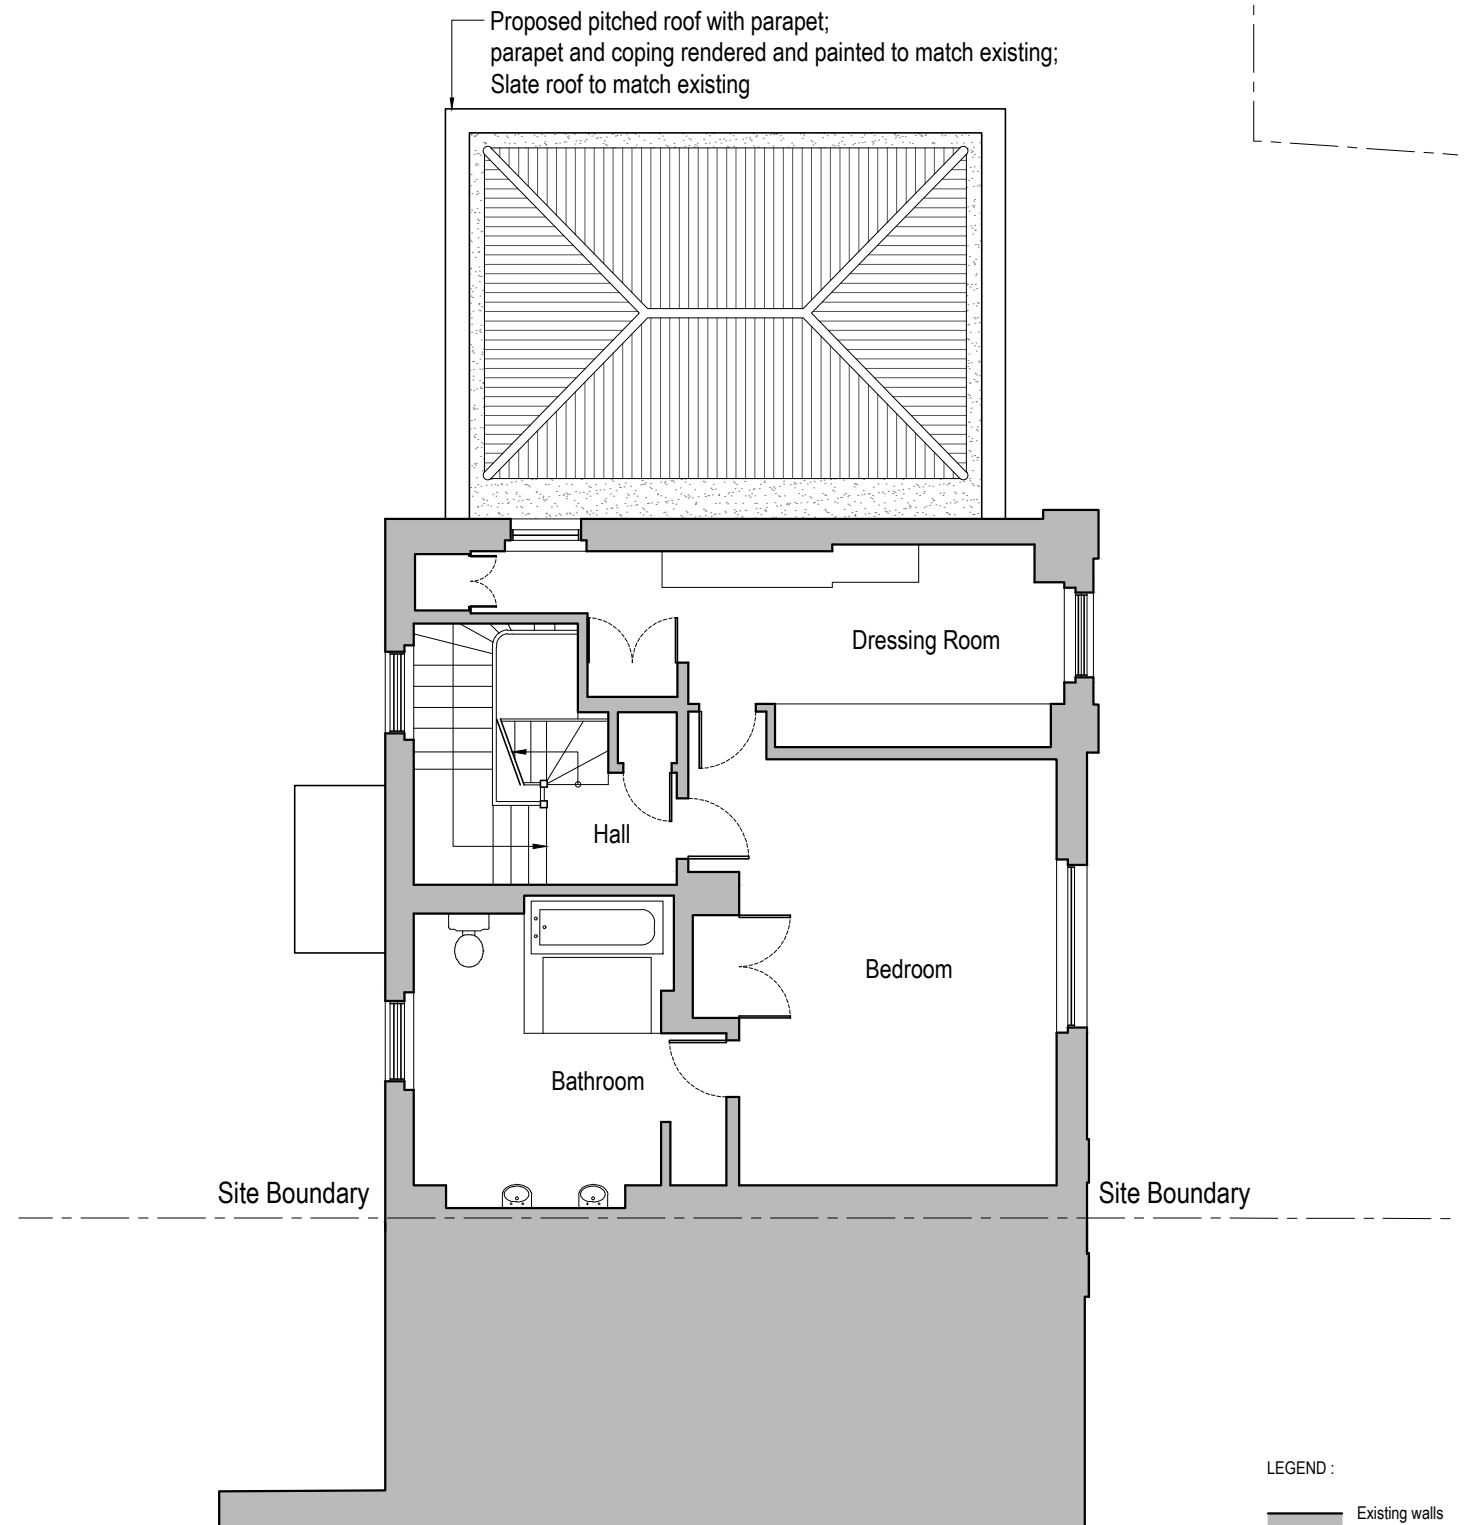 Proposed pitched roof with parapet;
parapet and coping rendered and painted to match existing;
Slate roof to match existing
Dressing Room
Hall
Bedroom
Bathroom
Site Boundary
Site Boundary
LEGEND :
Existing walls